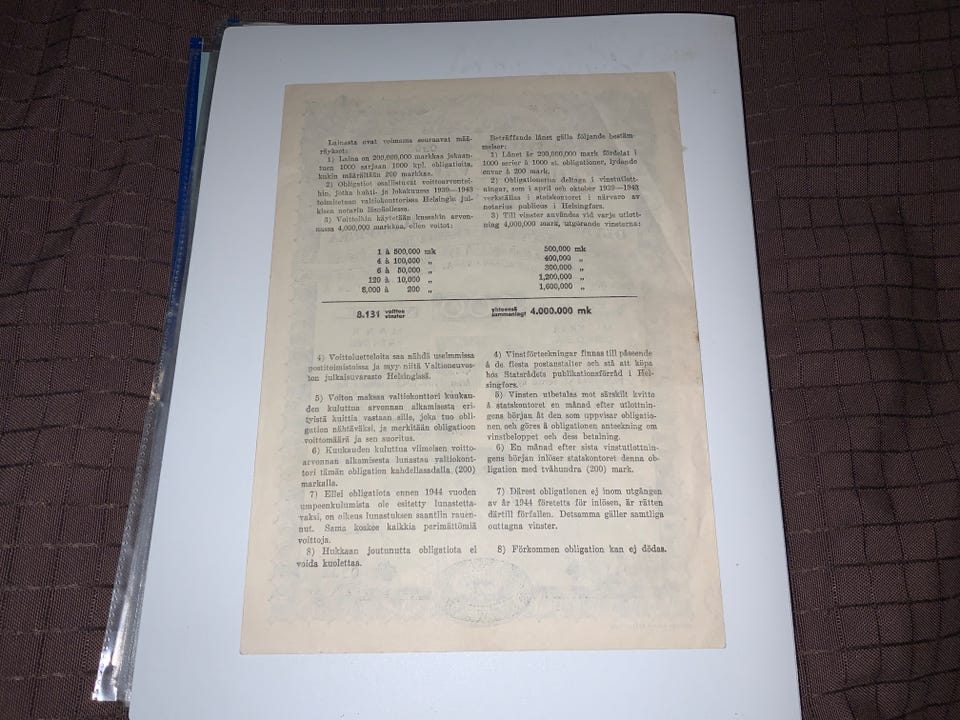 Lainasta ovat voimassa seuraavat mää-
räykset:
1) Laina on 200,000,000 markkaa jakaan-
tuen 1000 sarjaan 1000 kpl. obligatioita,
kukin määrältään 200 markkaa.
2) Obligatiot osallistuvat voittoarvontei-
hin, jotka huhti- ja lokakuussa 1939—1943
toimitetaan valtiokonttorissa Helsingin jul-
kisen notarin läsnäollessa.
3) Voittoihin käytetään kussakin arvon-
nassa 4,000,000 markkaa, ollen voitot:
Beträffande lånet gälla följande bestäm-
melser:
1) Lånet är 200,000,000 mark fördelat i
1000 serier à 1000 st. obligationer, lydande
envar å 200 mark.
2) Obligationerna deltaga i vinstutlott-
ningar, som i april och oktober 1939—1943
verkställas i statskontoret i närvaro av
notarius publicus i Helsingfors.
3) Till vinster användes vid varje utlott-
ning 4,000,000 mark, utgörande vinsterna:
1 à 500,000 mk 500,000 mk
4 à 100,000 „ 400,000 „
6 à 50,000 „ 300,000 „
120 à 10,000 „ 1,200,000 „
8,000 à 200 „ 1,600,000 „
8.131 voittoa vinster yhteensä sammanlagt 4.000.000 mk
4) Voittoluetteloita saa nähdä useimmissa
postitoimistoissa ja myy niitä Valtioneuvos-
ton julkaisuvarasto Helsingissä.
5) Voiton maksaa valtiokonttori kuukau-
den kuluttua arvonnan alkamisesta eri-
tyistä kuittia vastaan sille, joka tuo obli-
gation nähtäväksi, ja merkitään obligatioon
voittomäärä ja sen suoritus.
6) Kuukauden kuluttua viimeisen voitto-
arvonnan alkamisesta lunastaa valtiokont-
tori tämän obligation kahdellasadalla (200)
markalla.
7) Ellei obligatiota ennen 1944 vuoden
umpeenkulumista ole esitetty lunastetta-
vaksi, on oikeus lunastuksen saantiin rauen-
nut. Sama koskee kaikkia perimättömiä
voittoja.
8) Hukkaan joutunutta obligatiota ei
voida kuolettaa.
4) Vinstförteckningar finnas till påseende
å de flesta postanstalter och stå att köpa
hos Statsrådets publikationsförråd i Hel-
singfors.
5) Vinsten utbetalas mot särskilt kvitto
å statskontoret en månad efter utlottnin-
gens början åt den som uppvisar obligatio-
nen och göres å obligationen anteckning om
vinstbeloppet och dess betalning.
6) En månad efter sista vinstutlottnin-
gens början inlöser statskontoret denna ob-
ligation med tvåhundra (200) mark.
7) Därest obligationen ej inom utgången
av år 1944 företetts för inlösen, är rätten
därtill förfallen. Detsamma gäller samtliga
outtagna vinster.
8) Förkommen obligation kan ej dödas.